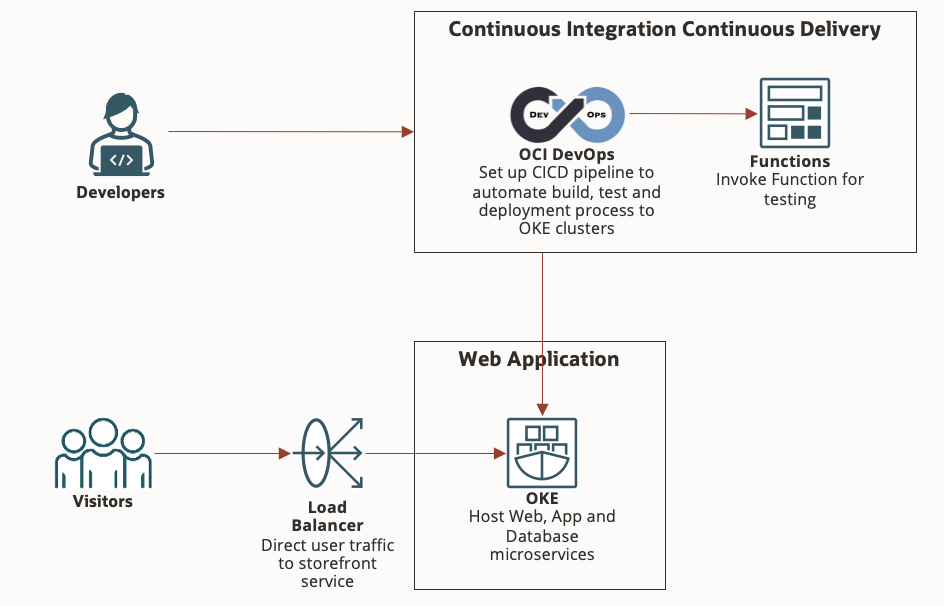 Continuous Integration Continuous Delivery
DEV
OPS
</>
Developers
OCI DevOps
Set up CICD pipeline to
automate build, test and
deployment process to
OKE clusters
Functions
Invoke Function for
testing
Web Application
Visitors
Load
Balancer
Direct user traffic
to storefront
service
OKE
Host Web, App and
Database
microservices